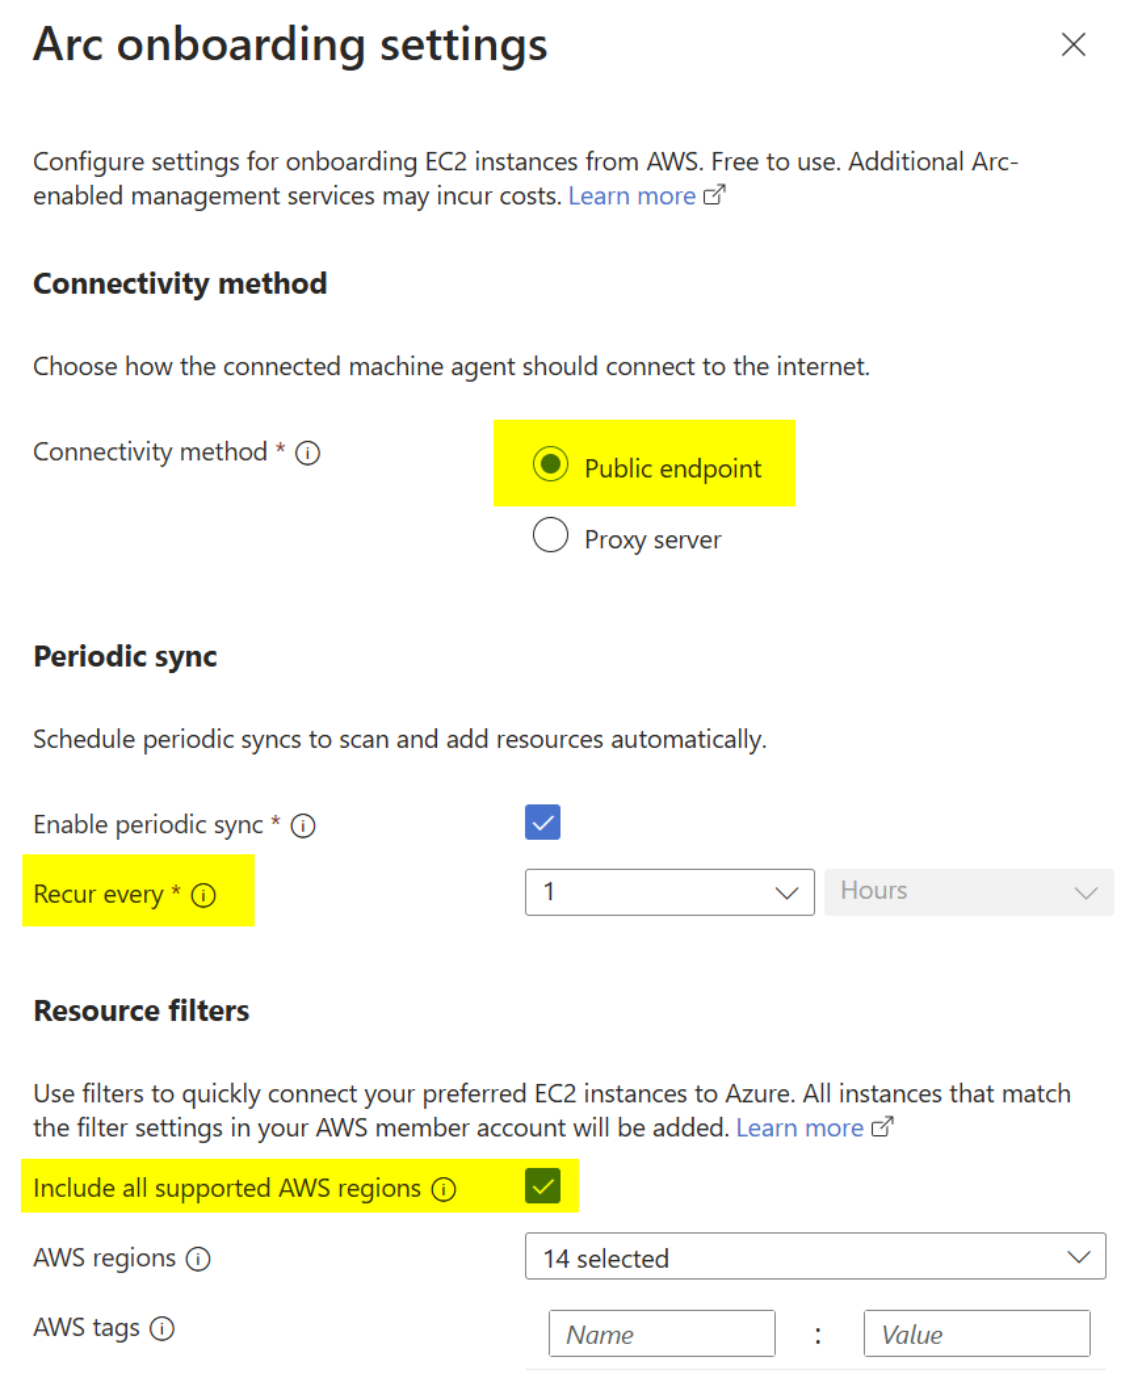 Arc onboarding settings
Configure settings for onboarding EC2 instances from AWS. Free to use. Additional Arc-
enabled management services may incur costs. Learn more
Connectivity method
Choose how the connected machine agent should connect to the internet.
Connectivity method *
Public endpoint
Proxy server
Periodic sync
Schedule periodic syncs to scan and add resources automatically.
Enable periodic sync *
Recur every * 1 Hours
Resource filters
Use filters to quickly connect your preferred EC2 instances to Azure. All instances that match
the filter settings in your AWS member account will be added. Learn more
Include all supported AWS regions
AWS regions 14 selected
AWS tags Name : Value